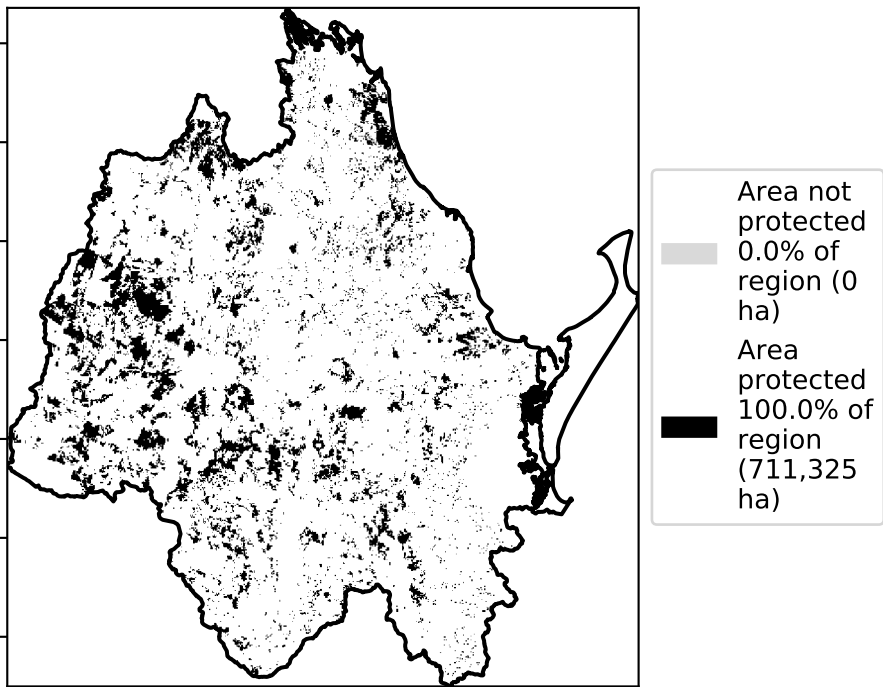 Area not
protected
0.0% of
region (0
ha)
Area
protected
100.0% of
region
(711,325
ha)